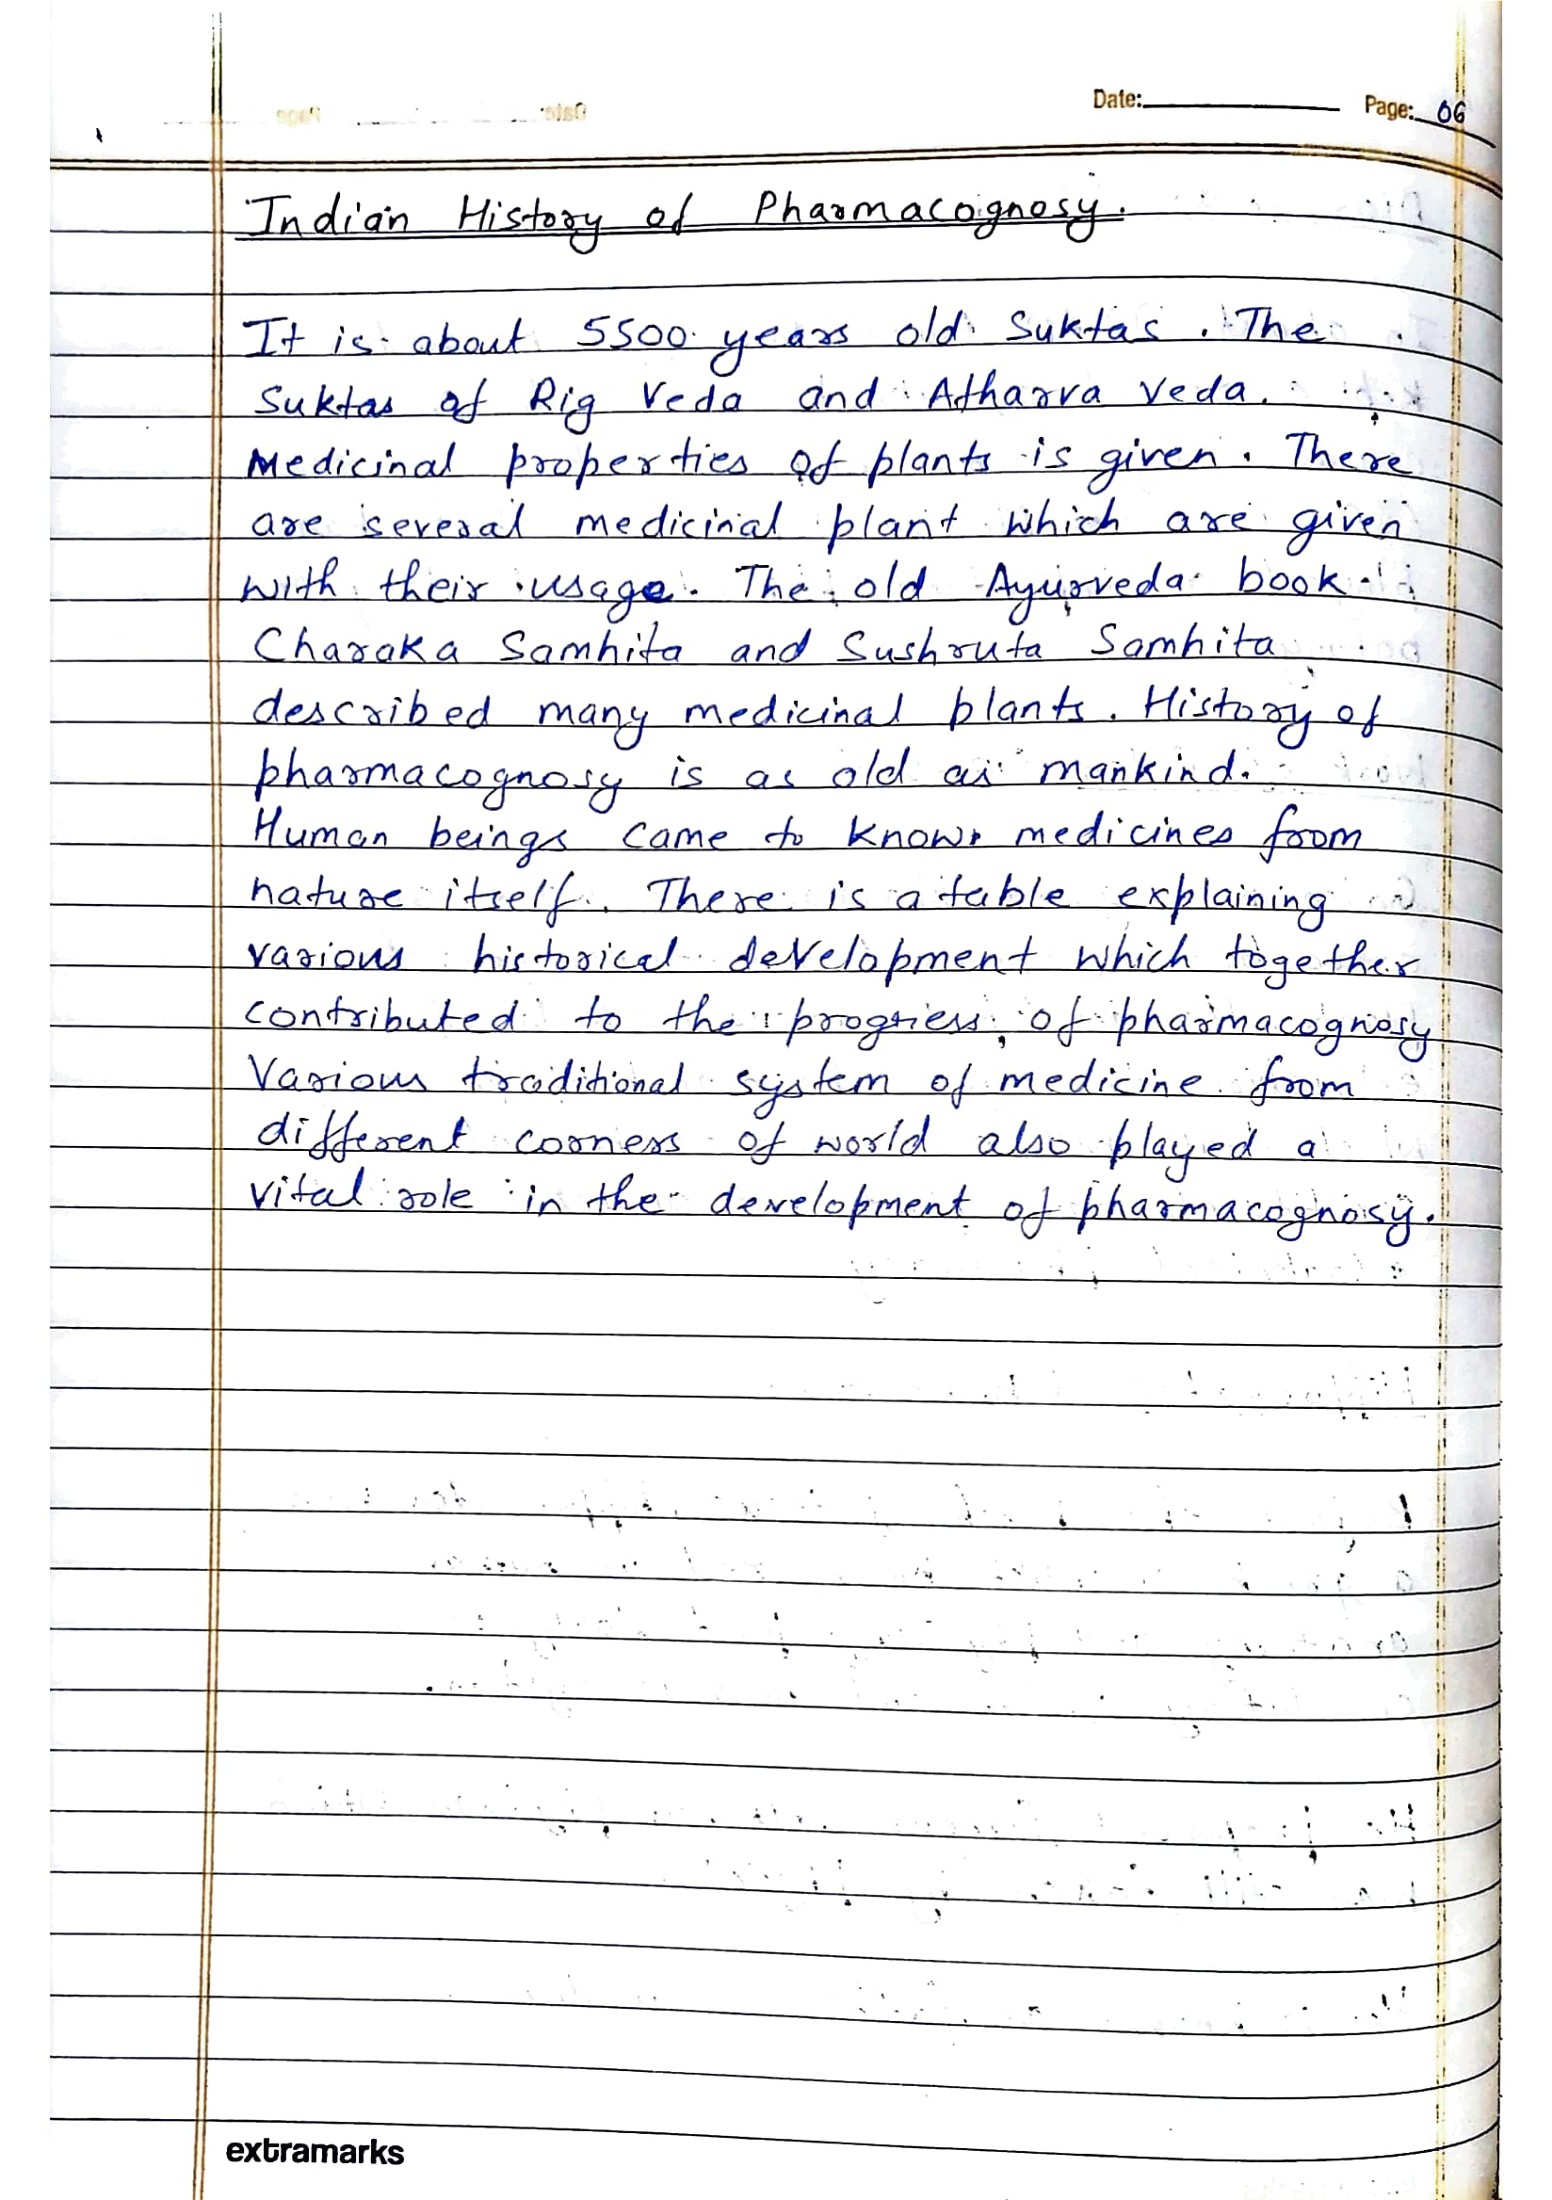 Date: Page: 06
Indian History of Pharmacognosy.
It is about 5500 years old Suktas. The
Suktas of Rig Veda and Atharva Veda.
Medicinal properties of plants is given. There
are several medicinal plant which are given
with their usage. The old Ayurveda book
Charaka Samhita and Sushruta Samhita
described many medicinal plants. History of
pharmacognosy is as old as mankind.
Human beings came to know medicines from
nature itself. There is a table explaining
various historical development which together
contributed to the progress of pharmacognosy
Various traditional system of medicine from
different corners of world also played a
vital role in the development of pharmacognosy.
extramarks